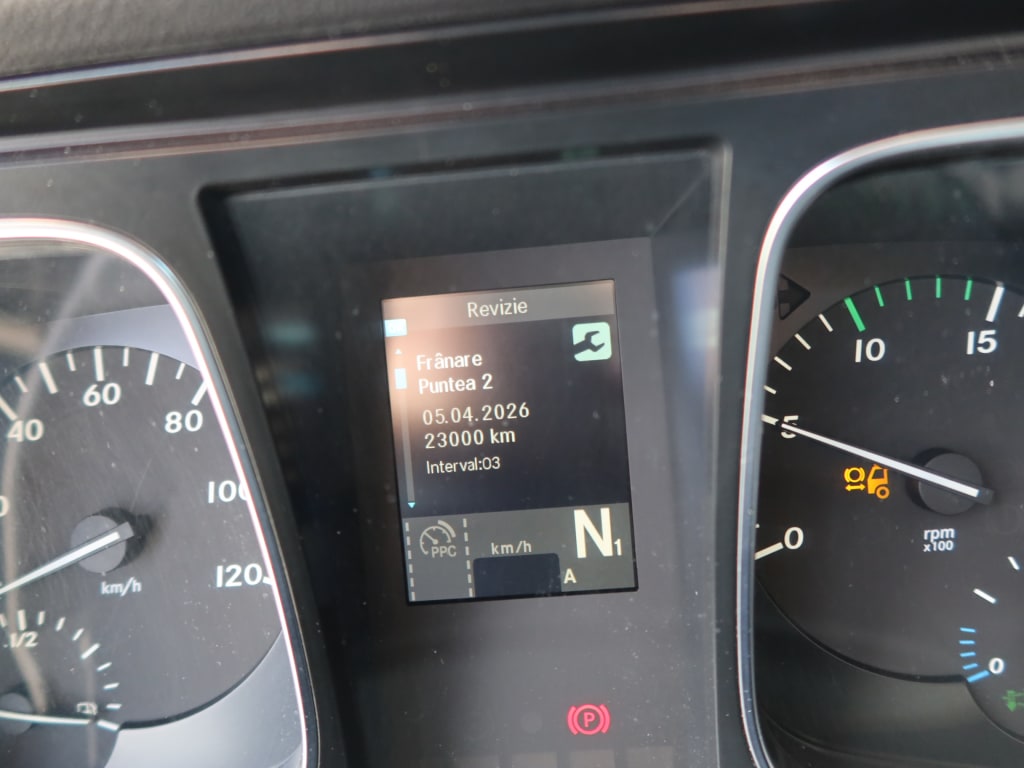 Revizie
Frânare
Puntea 2
05.04.2026
23000 km
Interval:03
PPC
km/h
N1
A
40
60
80
100
120
km/h
1/2
0
5
10
15
rpm
x100
0
P